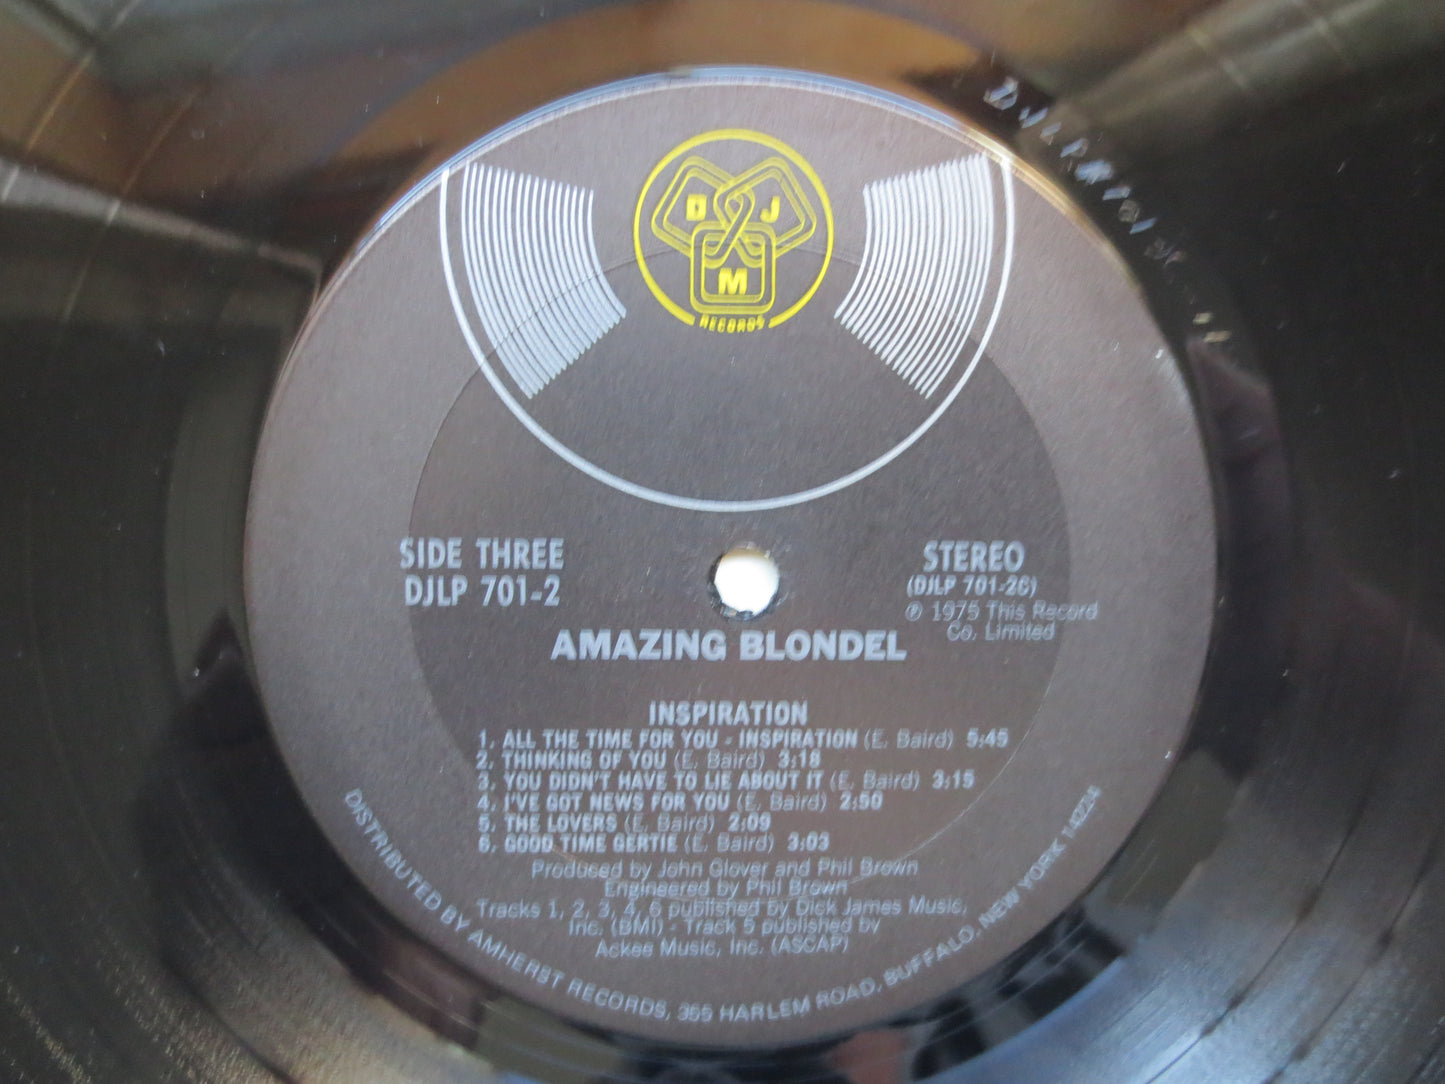 D J
M
RECORDS
SIDE THREE
DJLP 701-2
STEREO
(DJLP 701-2C)
℗ 1975 This Record
Co. Limited
AMAZING BLONDEL
INSPIRATION
1. ALL THE TIME FOR YOU - INSPIRATION (E. Baird) 5:45
2. THINKING OF YOU (E. Baird) 3:18
3. YOU DIDN'T HAVE TO LIE ABOUT IT (E. Baird) 3:15
4. I'VE GOT NEWS FOR YOU (E. Baird) 2:50
5. THE LOVERS (E. Baird) 2:09
6. GOOD TIME GERTIE (E. Baird) 3:03
Produced by John Glover and Phil Brown
Engineered by Phil Brown
Tracks 1, 2, 3, 4, 6 published by Dick James Music,
Inc. (BMI) - Track 5 published by
Ackee Music, Inc. (ASCAP)
DISTRIBUTED BY AMHERST RECORDS, 355 HARLEM ROAD, BUFFALO, NEW YORK 14224